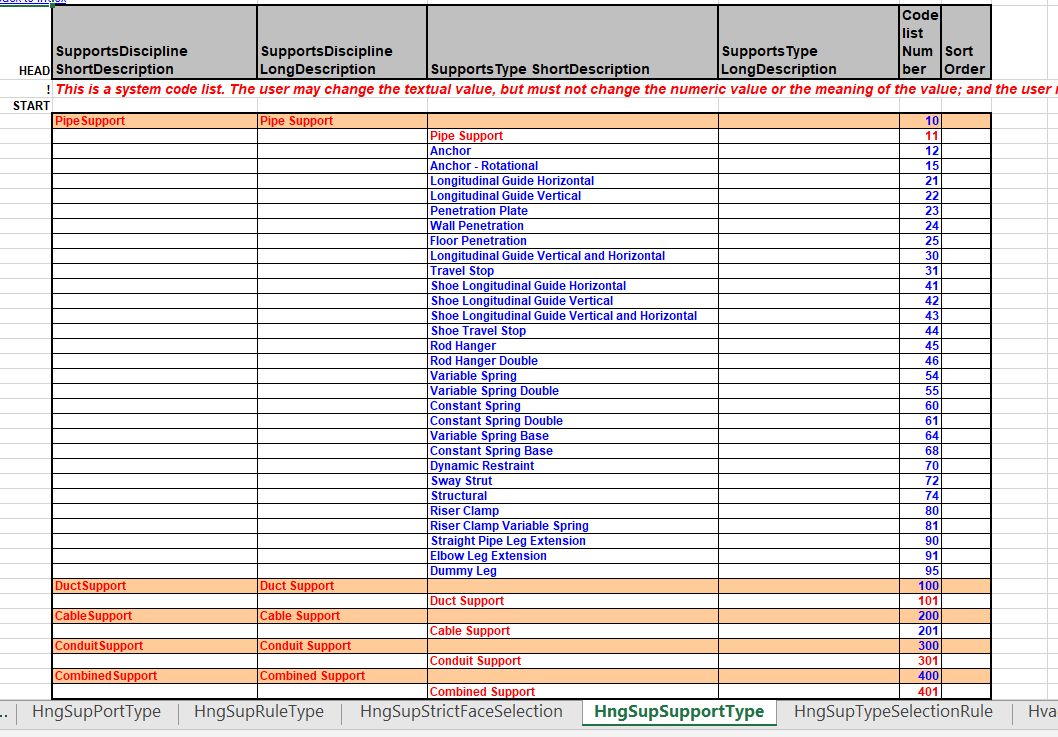 SupportsDiscipline ShortDescription SupportsDiscipline LongDescription SupportsType ShortDescription SupportsType LongDescription Code list Num ber Sort Order
HEAD
! This is a system code list. The user may change the textual value, but must not change the numeric value or the meaning of the value; and the user
START
PipeSupport Pipe Support 10
Pipe Support 11
Anchor 12
Anchor - Rotational 15
Longitudinal Guide Horizontal 21
Longitudinal Guide Vertical 22
Penetration Plate 23
Wall Penetration 24
Floor Penetration 25
Longitudinal Guide Vertical and Horizontal 30
Travel Stop 31
Shoe Longitudinal Guide Horizontal 41
Shoe Longitudinal Guide Vertical 42
Shoe Longitudinal Guide Vertical and Horizontal 43
Shoe Travel Stop 44
Rod Hanger 45
Rod Hanger Double 46
Variable Spring 54
Variable Spring Double 55
Constant Spring 60
Constant Spring Double 61
Variable Spring Base 64
Constant Spring Base 68
Dynamic Restraint 70
Sway Strut 72
Structural 74
Riser Clamp 80
Riser Clamp Variable Spring 81
Straight Pipe Leg Extension 90
Elbow Leg Extension 91
Dummy Leg 95
DuctSupport Duct Support 100
Duct Support 101
CableSupport Cable Support 200
Cable Support 201
ConduitSupport Conduit Support 300
Conduit Support 301
CombinedSupport Combined Support 400
Combined Support 401
.. HngSupPortType HngSupRuleType HngSupStrictFaceSelection HngSupSupportType HngSupTypeSelectionRule Hva